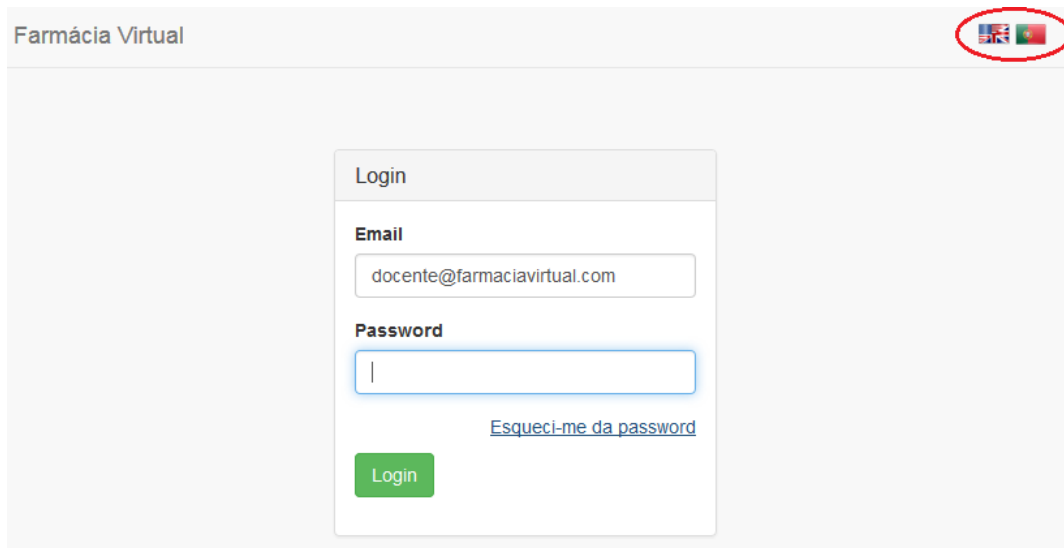 Farmácia Virtual
Login
Email
docente@farmaciavirtual.com
Password
Esqueci-me da password
Login